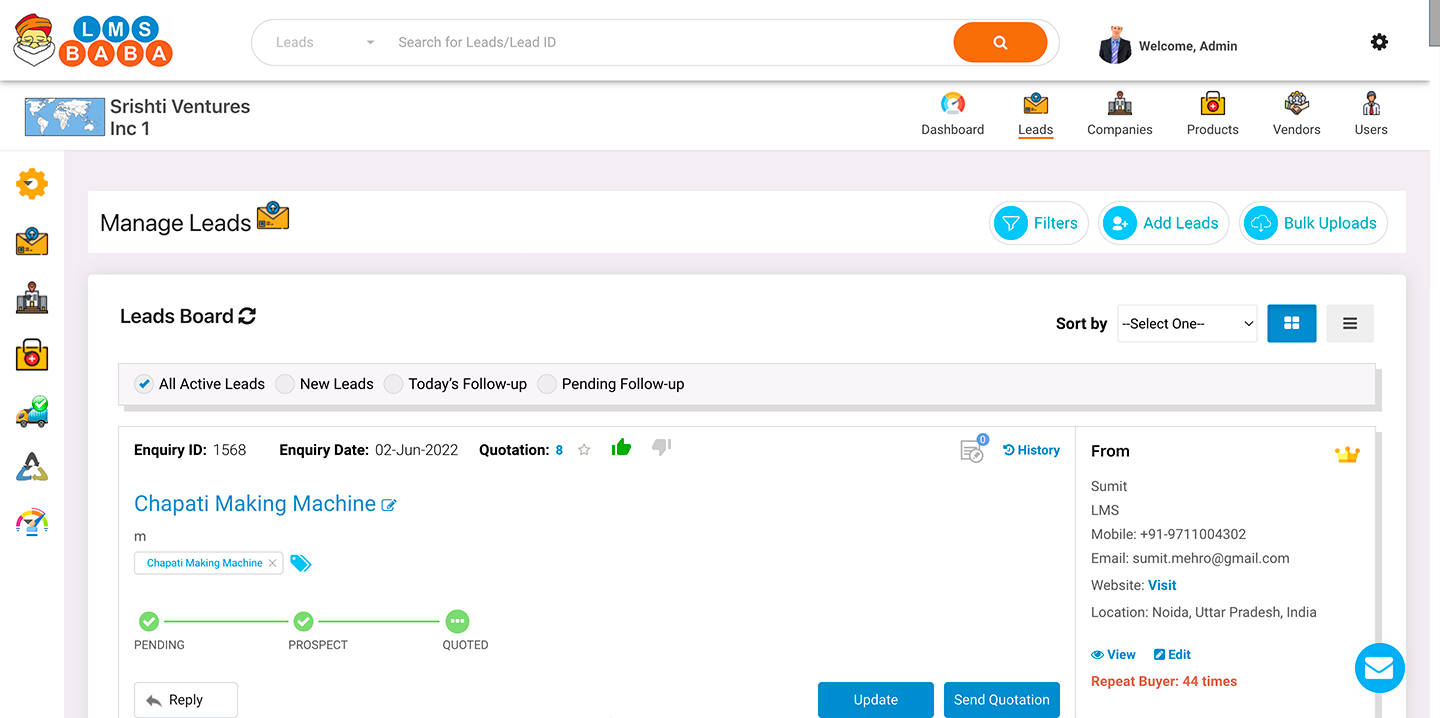 LMS
BABA
Leads
Search for Leads/Lead ID
Welcome, Admin
Srishti Ventures
Inc 1
Dashboard
Leads
Companies
Products
Vendors
Users
Manage Leads
Filters
Add Leads
Bulk Uploads
Leads Board
Sort by
--Select One--
All Active Leads
New Leads
Today's Follow-up
Pending Follow-up
Enquiry ID: 1568
Enquiry Date: 02-Jun-2022
Quotation: 8
0
History
Chapati Making Machine
m
Chapati Making Machine
PENDING
PROSPECT
QUOTED
Reply
Update
Send Quotation
From
Sumit
LMS
Mobile: +91-9711004302
Email: sumit.mehro@gmail.com
Website: Visit
Location: Noida, Uttar Pradesh, India
View
Edit
Repeat Buyer: 44 times